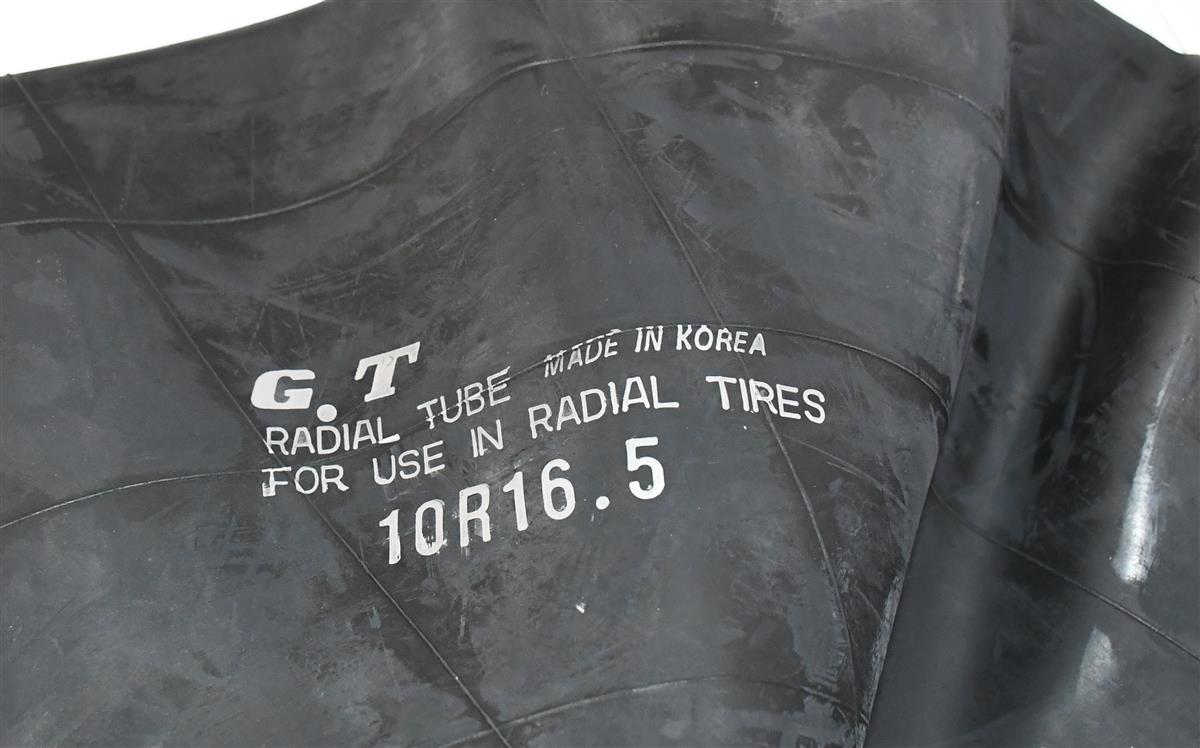 G.T
RADIAL TUBE MADE IN KOREA
FOR USE IN RADIAL TIRES
10R16.5